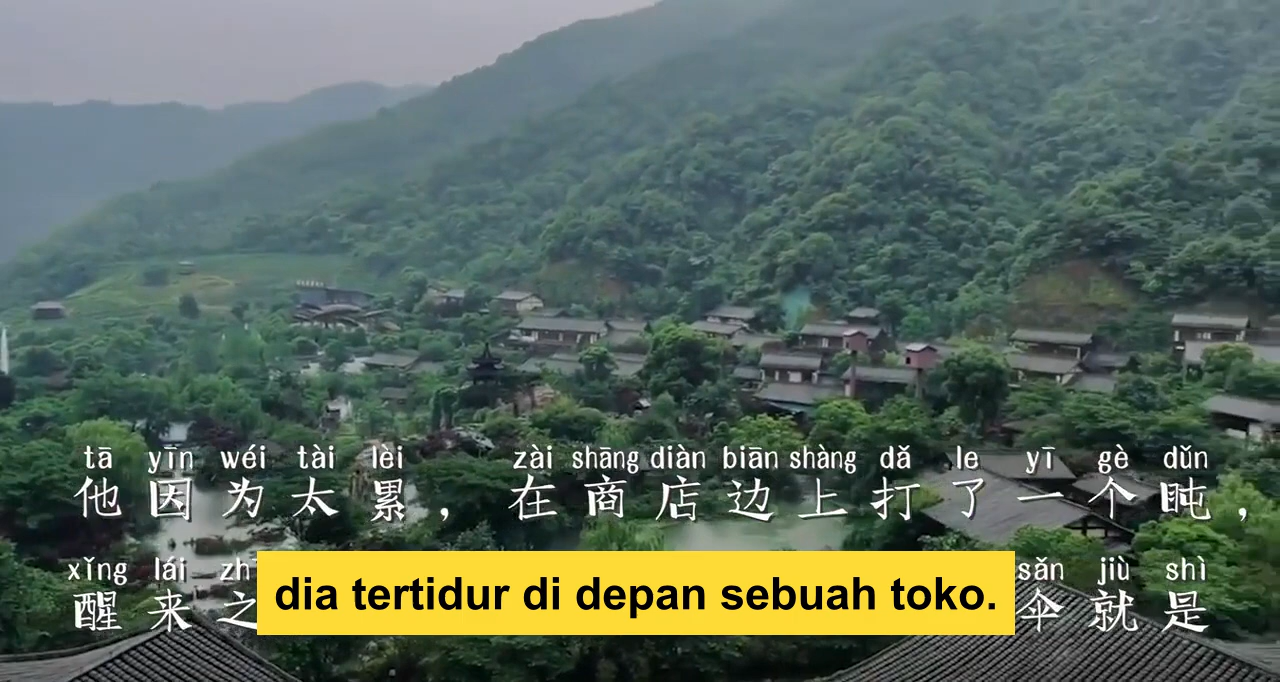 tā yīn wéi tài lèi zài shāng diàn biān shàng dǎ le yī gè dǔn
他因为太累，在商店边上打了一个盹，
xǐng lái sǎn jiù shì
醒来之 伞就是
dia tertidur di depan sebuah toko.